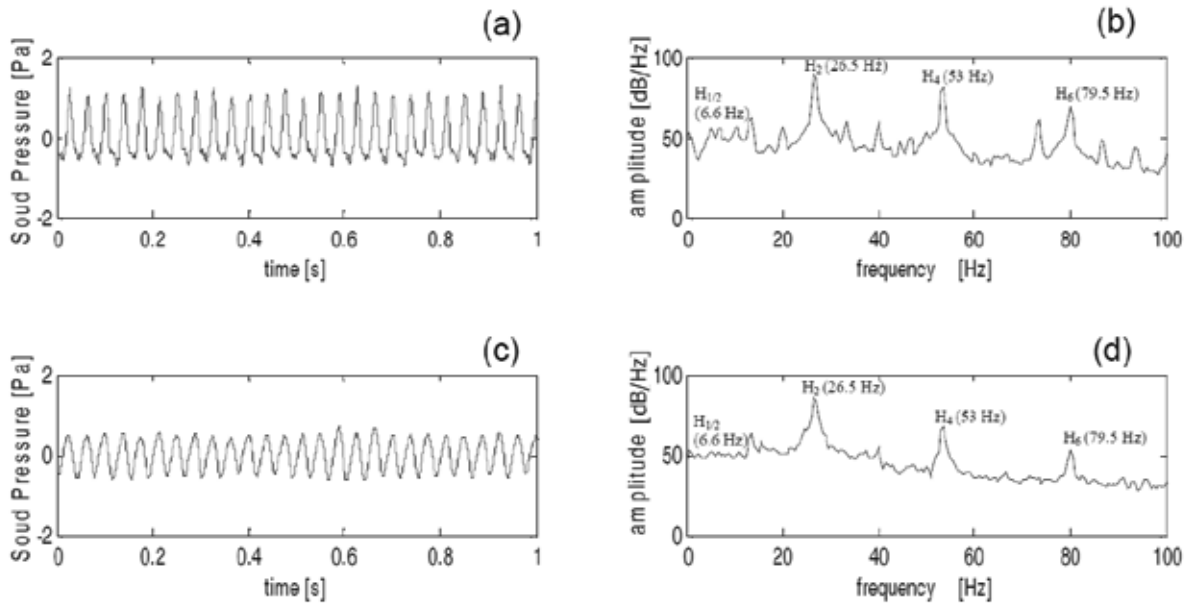 (a)
Soud Pressure [Pa]
2
0
-2
0 0.2 0.4 0.6 0.8 1
time [s]
(b)
amplitude [dB/Hz]
100
50
0
H1/2
(6.6 Hz)
H2 (26.5 Hz)
H4 (53 Hz)
H6 (79.5 Hz)
0 20 40 60 80 100
frequency [Hz]
(c)
Soud Pressure [Pa]
2
0
-2
0 0.2 0.4 0.6 0.8 1
time [s]
(d)
amplitude [dB/Hz]
100
50
0
H1/2
(6.6 Hz)
H2 (26.5 Hz)
H4 (53 Hz)
H6 (79.5 Hz)
0 20 40 60 80 100
frequency [Hz]